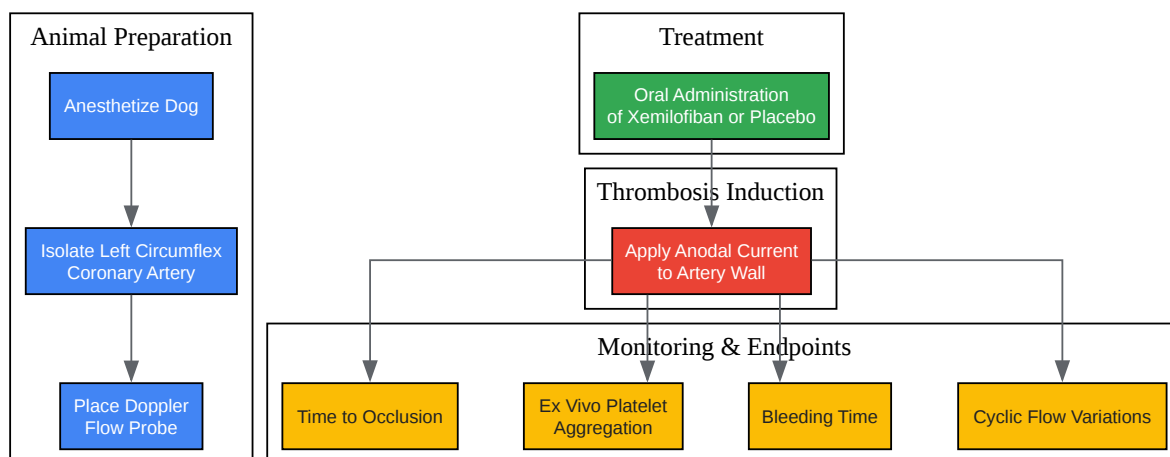 Animal Preparation
Anesthetize Dog
Isolate Left Circumflex
Coronary Artery
Place Doppler
Flow Probe
Treatment
Oral Administration
of Xemilofiban or Placebo
Thrombosis Induction
Apply Anodal Current
to Artery Wall
Monitoring & Endpoints
Time to Occlusion
Ex Vivo Platelet
Aggregation
Bleeding Time
Cyclic Flow Variations